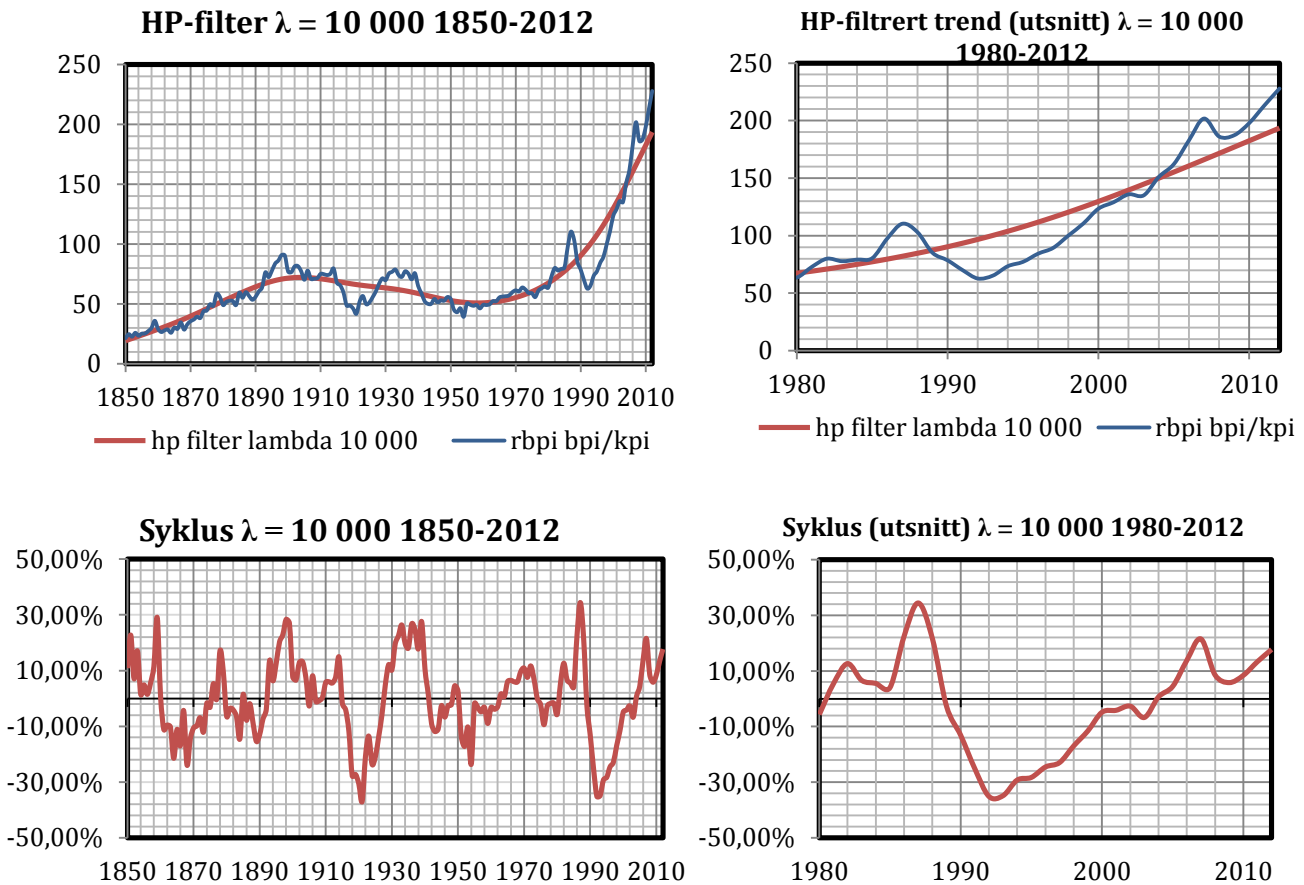 HP-filter λ = 10 000 1850-2012
250
200
150
100
50
0
1850 1870 1890 1910 1930 1950 1970 1990 2010
hp filter lambda 10 000 rbpi bpi/kpi
HP-filtrert trend (utsnitt) λ = 10 000
1980-2012
250
200
150
100
50
0
1980 1990 2000 2010
hp filter lambda 10 000 rbpi bpi/kpi
Syklus λ = 10 000 1850-2012
50,00%
30,00%
10,00%
-10,00%
-30,00%
-50,00%
1850 1870 1890 1910 1930 1950 1970 1990 2010
Syklus (utsnitt) λ = 10 000 1980-2012
50,00%
30,00%
10,00%
-10,00%
-30,00%
-50,00%
1980 1990 2000 2010